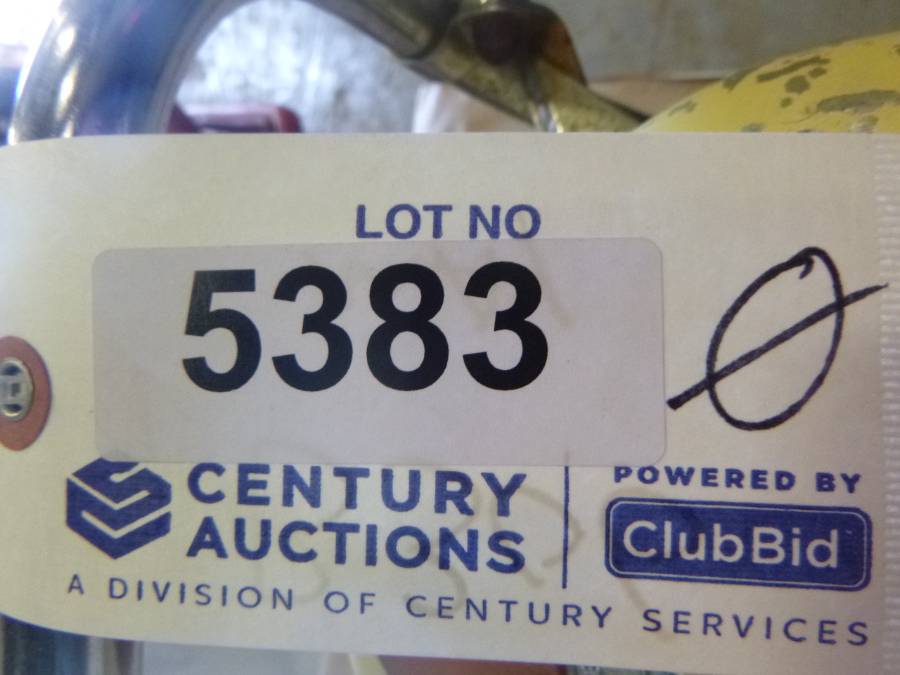 LOT NO
5383 Ø
CENTURY
AUCTIONS
POWERED BY
ClubBid
A DIVISION OF CENTURY SERVICES